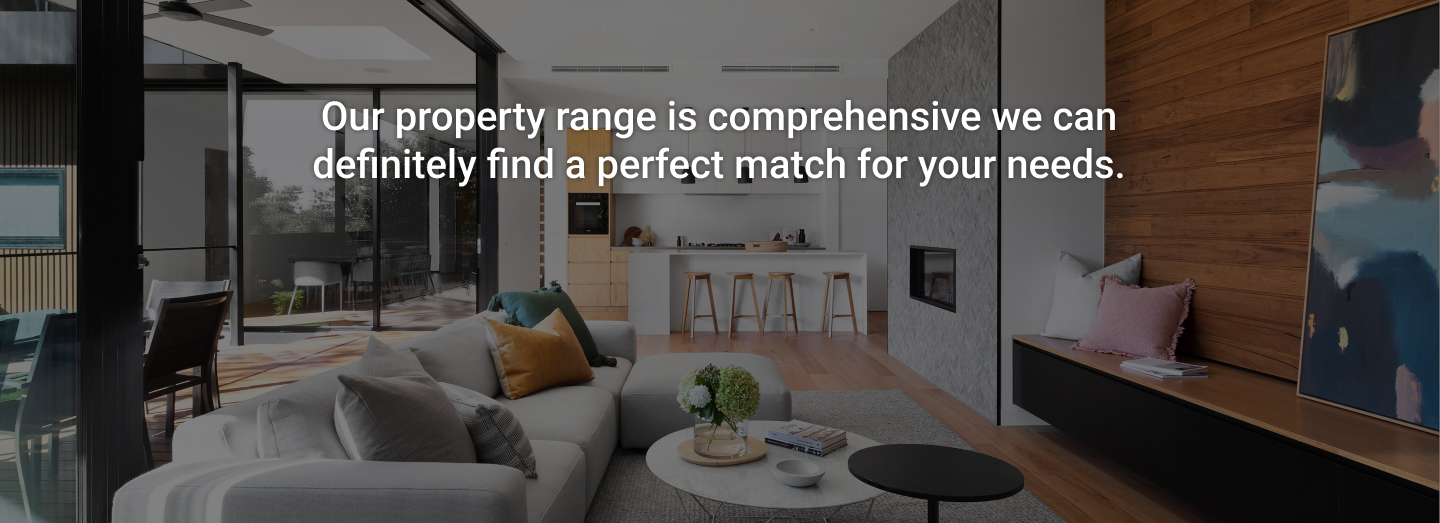 Our property range is comprehensive we can
definitely find a perfect match for your needs.